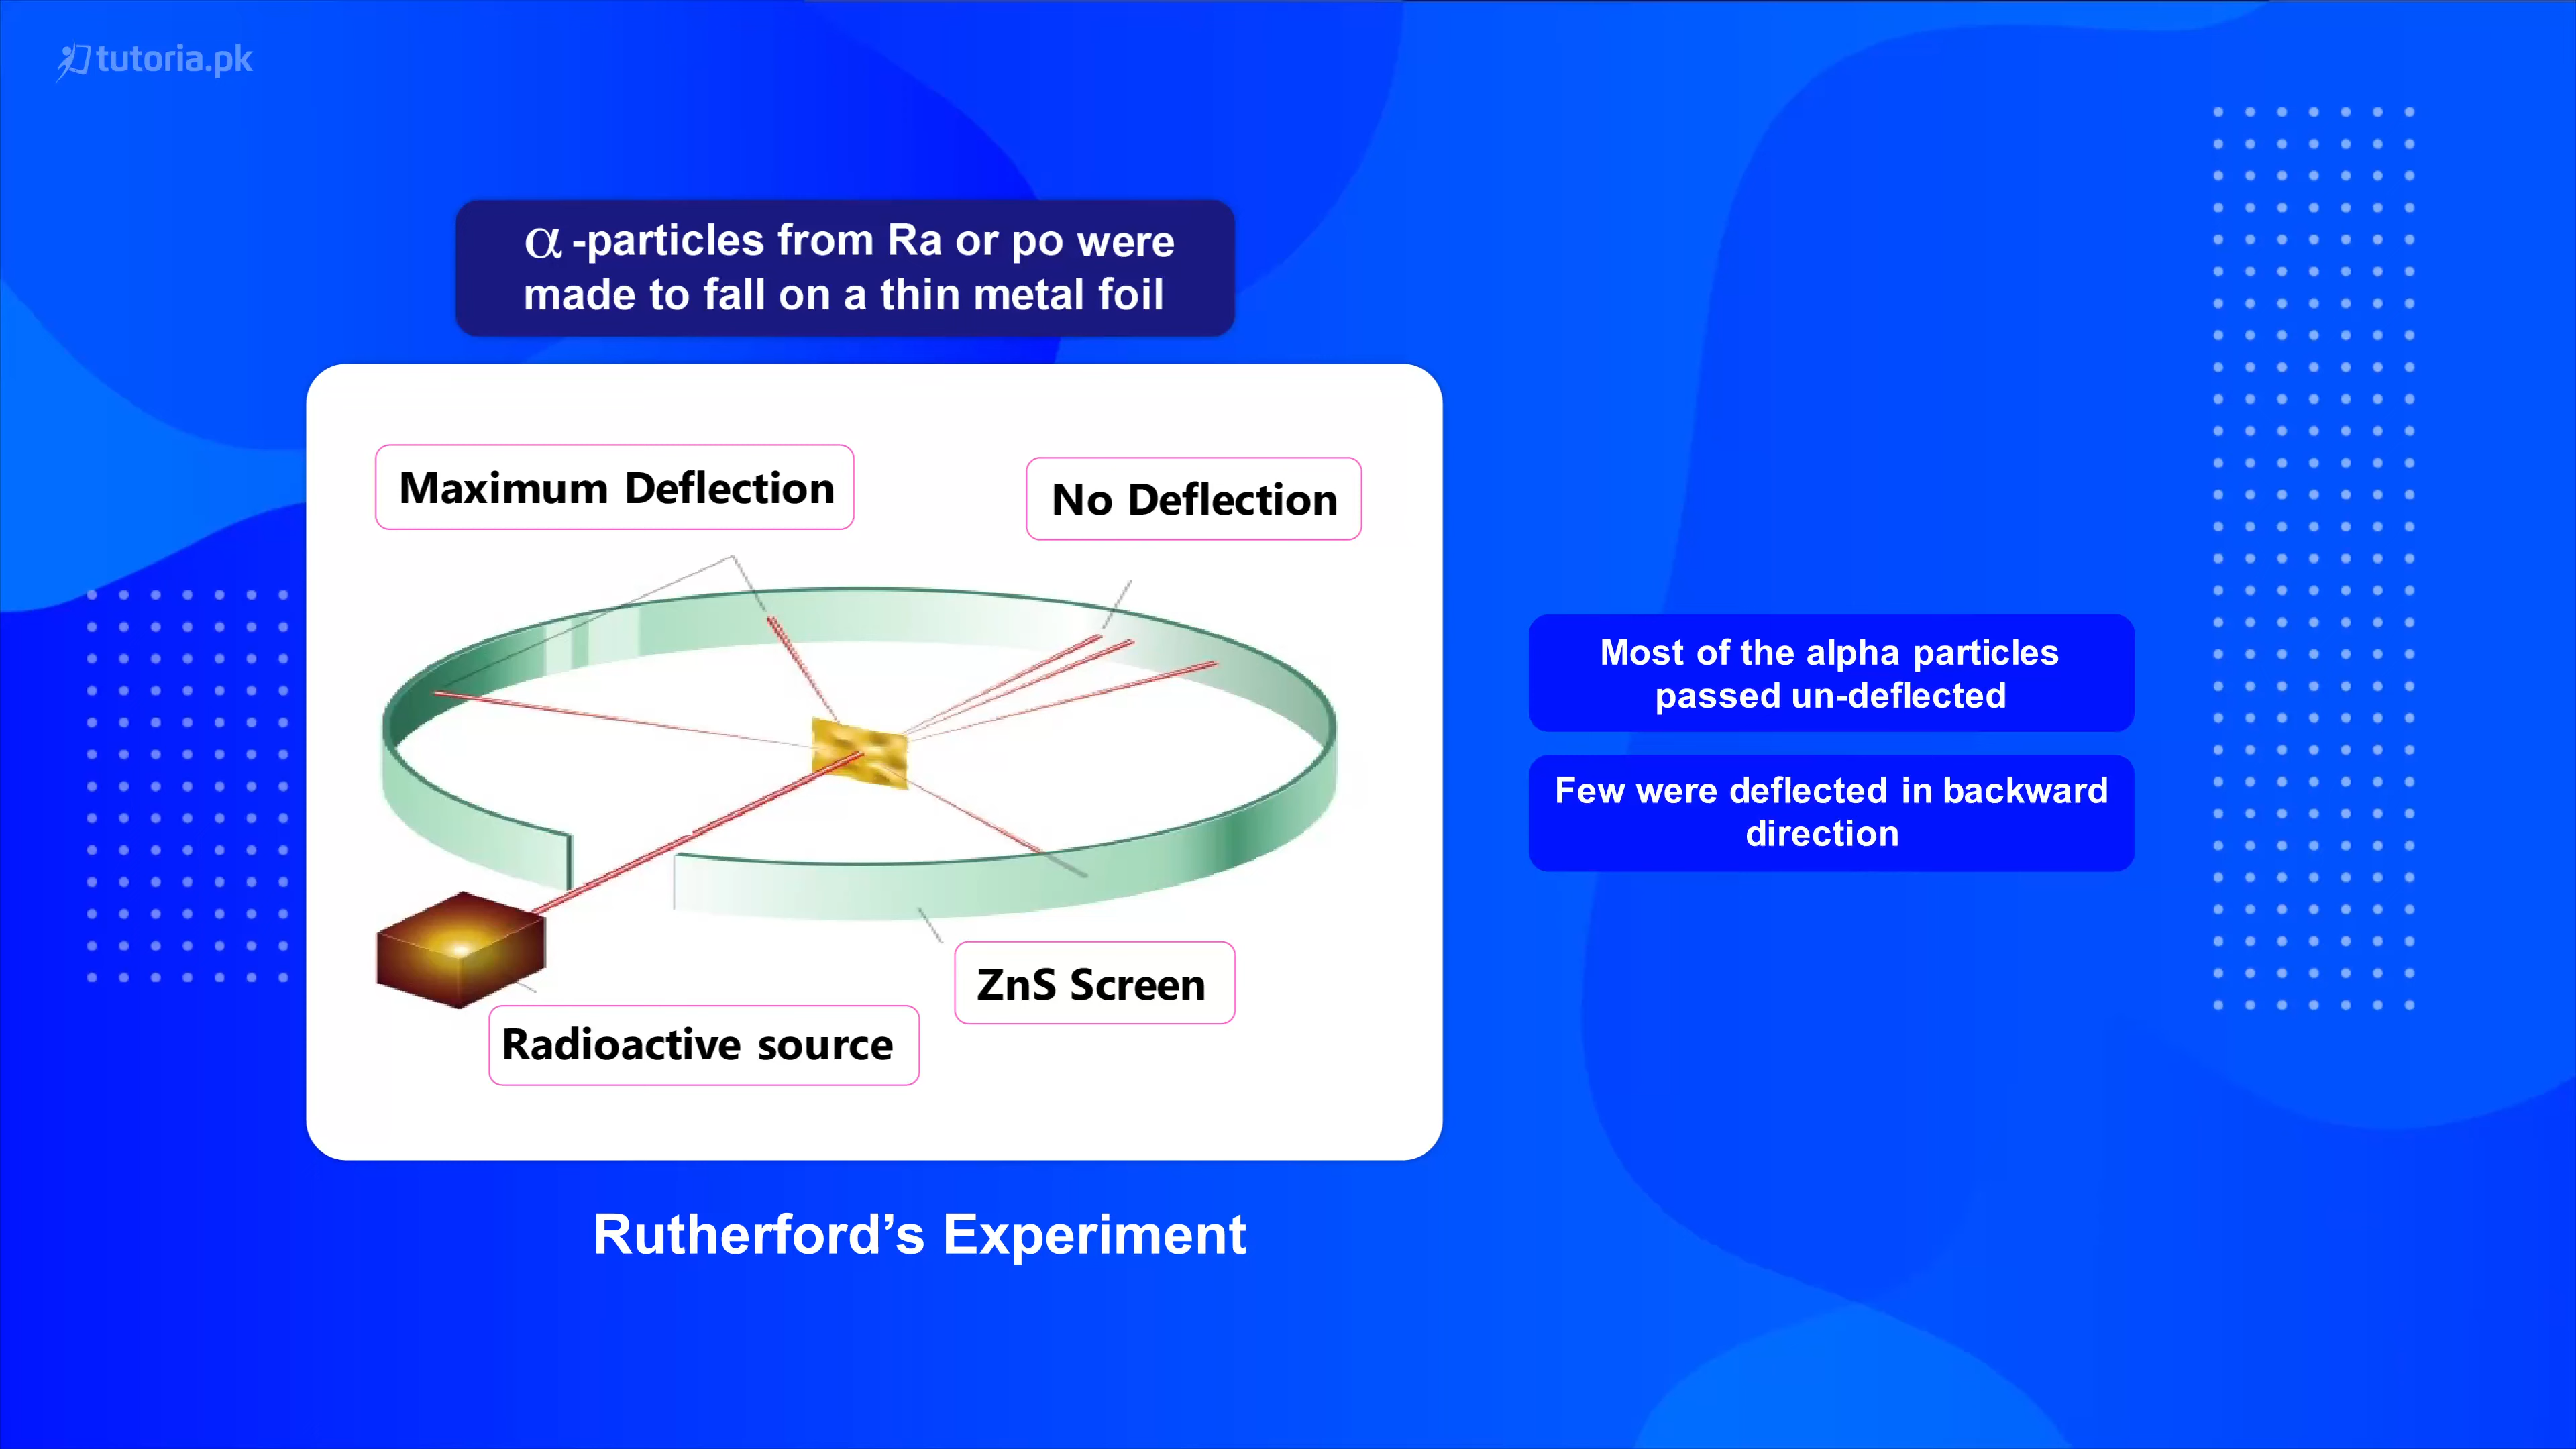 tutoria.pk
α -particles from Ra or po were
made to fall on a thin metal foil
Maximum Deflection
No Deflection
ZnS Screen
Radioactive source
Most of the alpha particles
passed un-deflected
Few were deflected in backward
direction
Rutherford’s Experiment